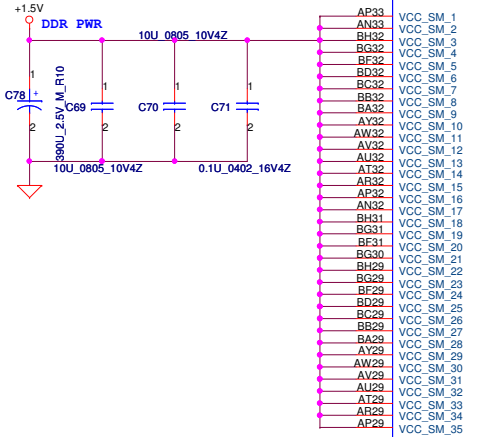 +1.5V
DDR PWR
10U_0805_10V4Z
1
1
1
1
C78
+
390U_2.5V_M_R10
C69
C70
C71
2
2
2
2
10U_0805_10V4Z
0.1U_0402_16V4Z
AP33 VCC_SM_1
AN33 VCC_SM_2
BH32 VCC_SM_3
BG32 VCC_SM_4
BF32 VCC_SM_5
BD32 VCC_SM_6
BC32 VCC_SM_7
BB32 VCC_SM_8
BA32 VCC_SM_9
AY32 VCC_SM_10
AW32 VCC_SM_11
AV32 VCC_SM_12
AU32 VCC_SM_13
AT32 VCC_SM_14
AR32 VCC_SM_15
AP32 VCC_SM_16
AN32 VCC_SM_17
BH31 VCC_SM_18
BG31 VCC_SM_19
BF31 VCC_SM_20
BG30 VCC_SM_21
BH29 VCC_SM_22
BG29 VCC_SM_23
BF29 VCC_SM_24
BD29 VCC_SM_25
BC29 VCC_SM_26
BB29 VCC_SM_27
BA29 VCC_SM_28
AY29 VCC_SM_29
AW29 VCC_SM_30
AV29 VCC_SM_31
AU29 VCC_SM_32
AT29 VCC_SM_33
AR29 VCC_SM_34
AP29 VCC_SM_35